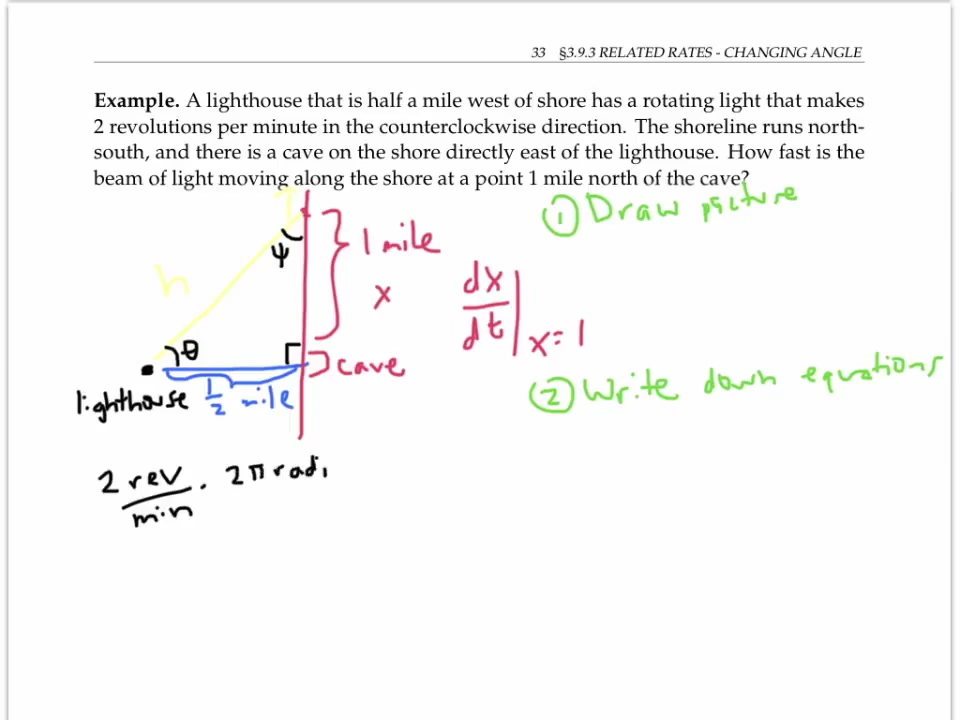 33 §3.9.3 RELATED RATES - CHANGING ANGLE
Example. A lighthouse that is half a mile west of shore has a rotating light that makes
2 revolutions per minute in the counterclockwise direction. The shoreline runs north-
south, and there is a cave on the shore directly east of the lighthouse. How fast is the
beam of light moving along the shore at a point 1 mile north of the cave?
① Draw picture
ψ
1 mile
h
x
dx/dt | x=1
θ
cave
② Write down equations
lighthouse 1/2 mile
2 rev/min · 2π rad